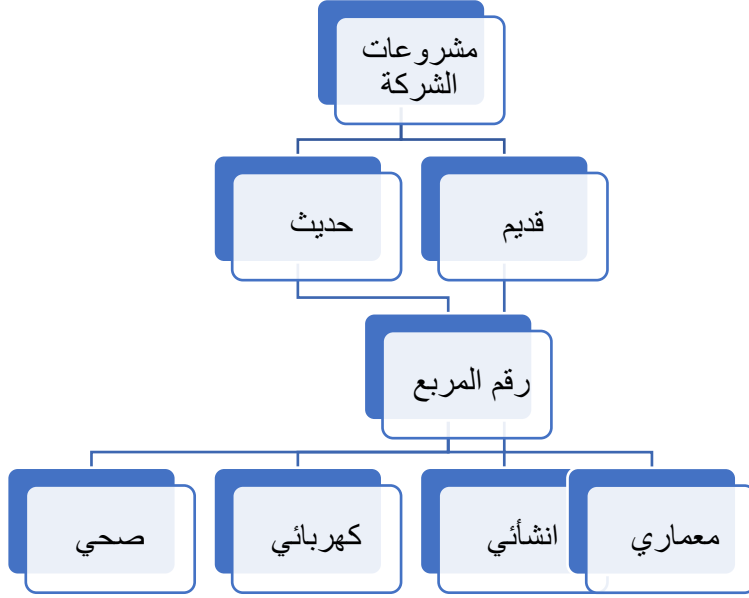 مشروعات
الشركة
قديم
حديث
رقم المربع
معماري
انشأئي
كهربائي
صحي